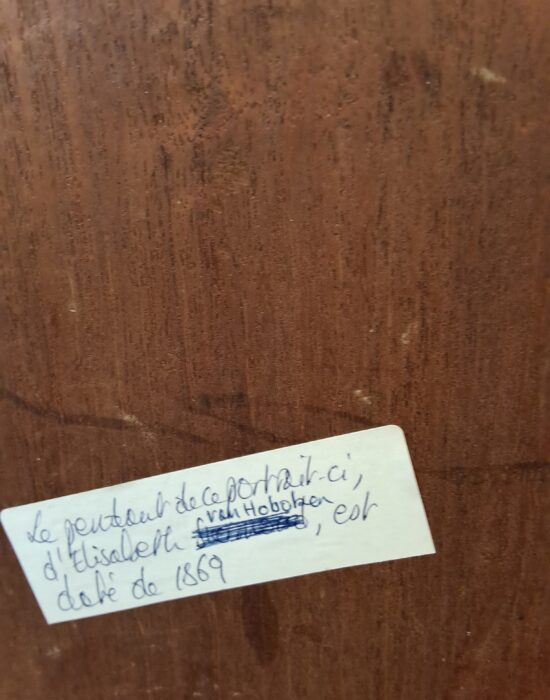 Le pendant de ce portrait-ci,
van Hoboken
d'Elisabeth , est
daté de 1869